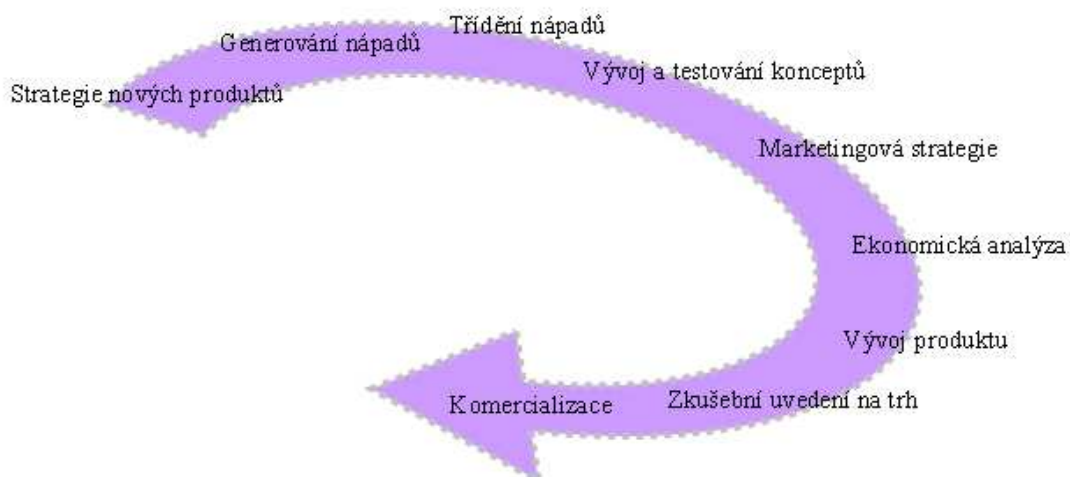 Strategie nových produktů
Generování nápadů
Třídění nápadů
Vývoj a testování konceptů
Marketingová strategie
Ekonomická analýza
Vývoj produktu
Zkušební uvedení na trh
Komercializace